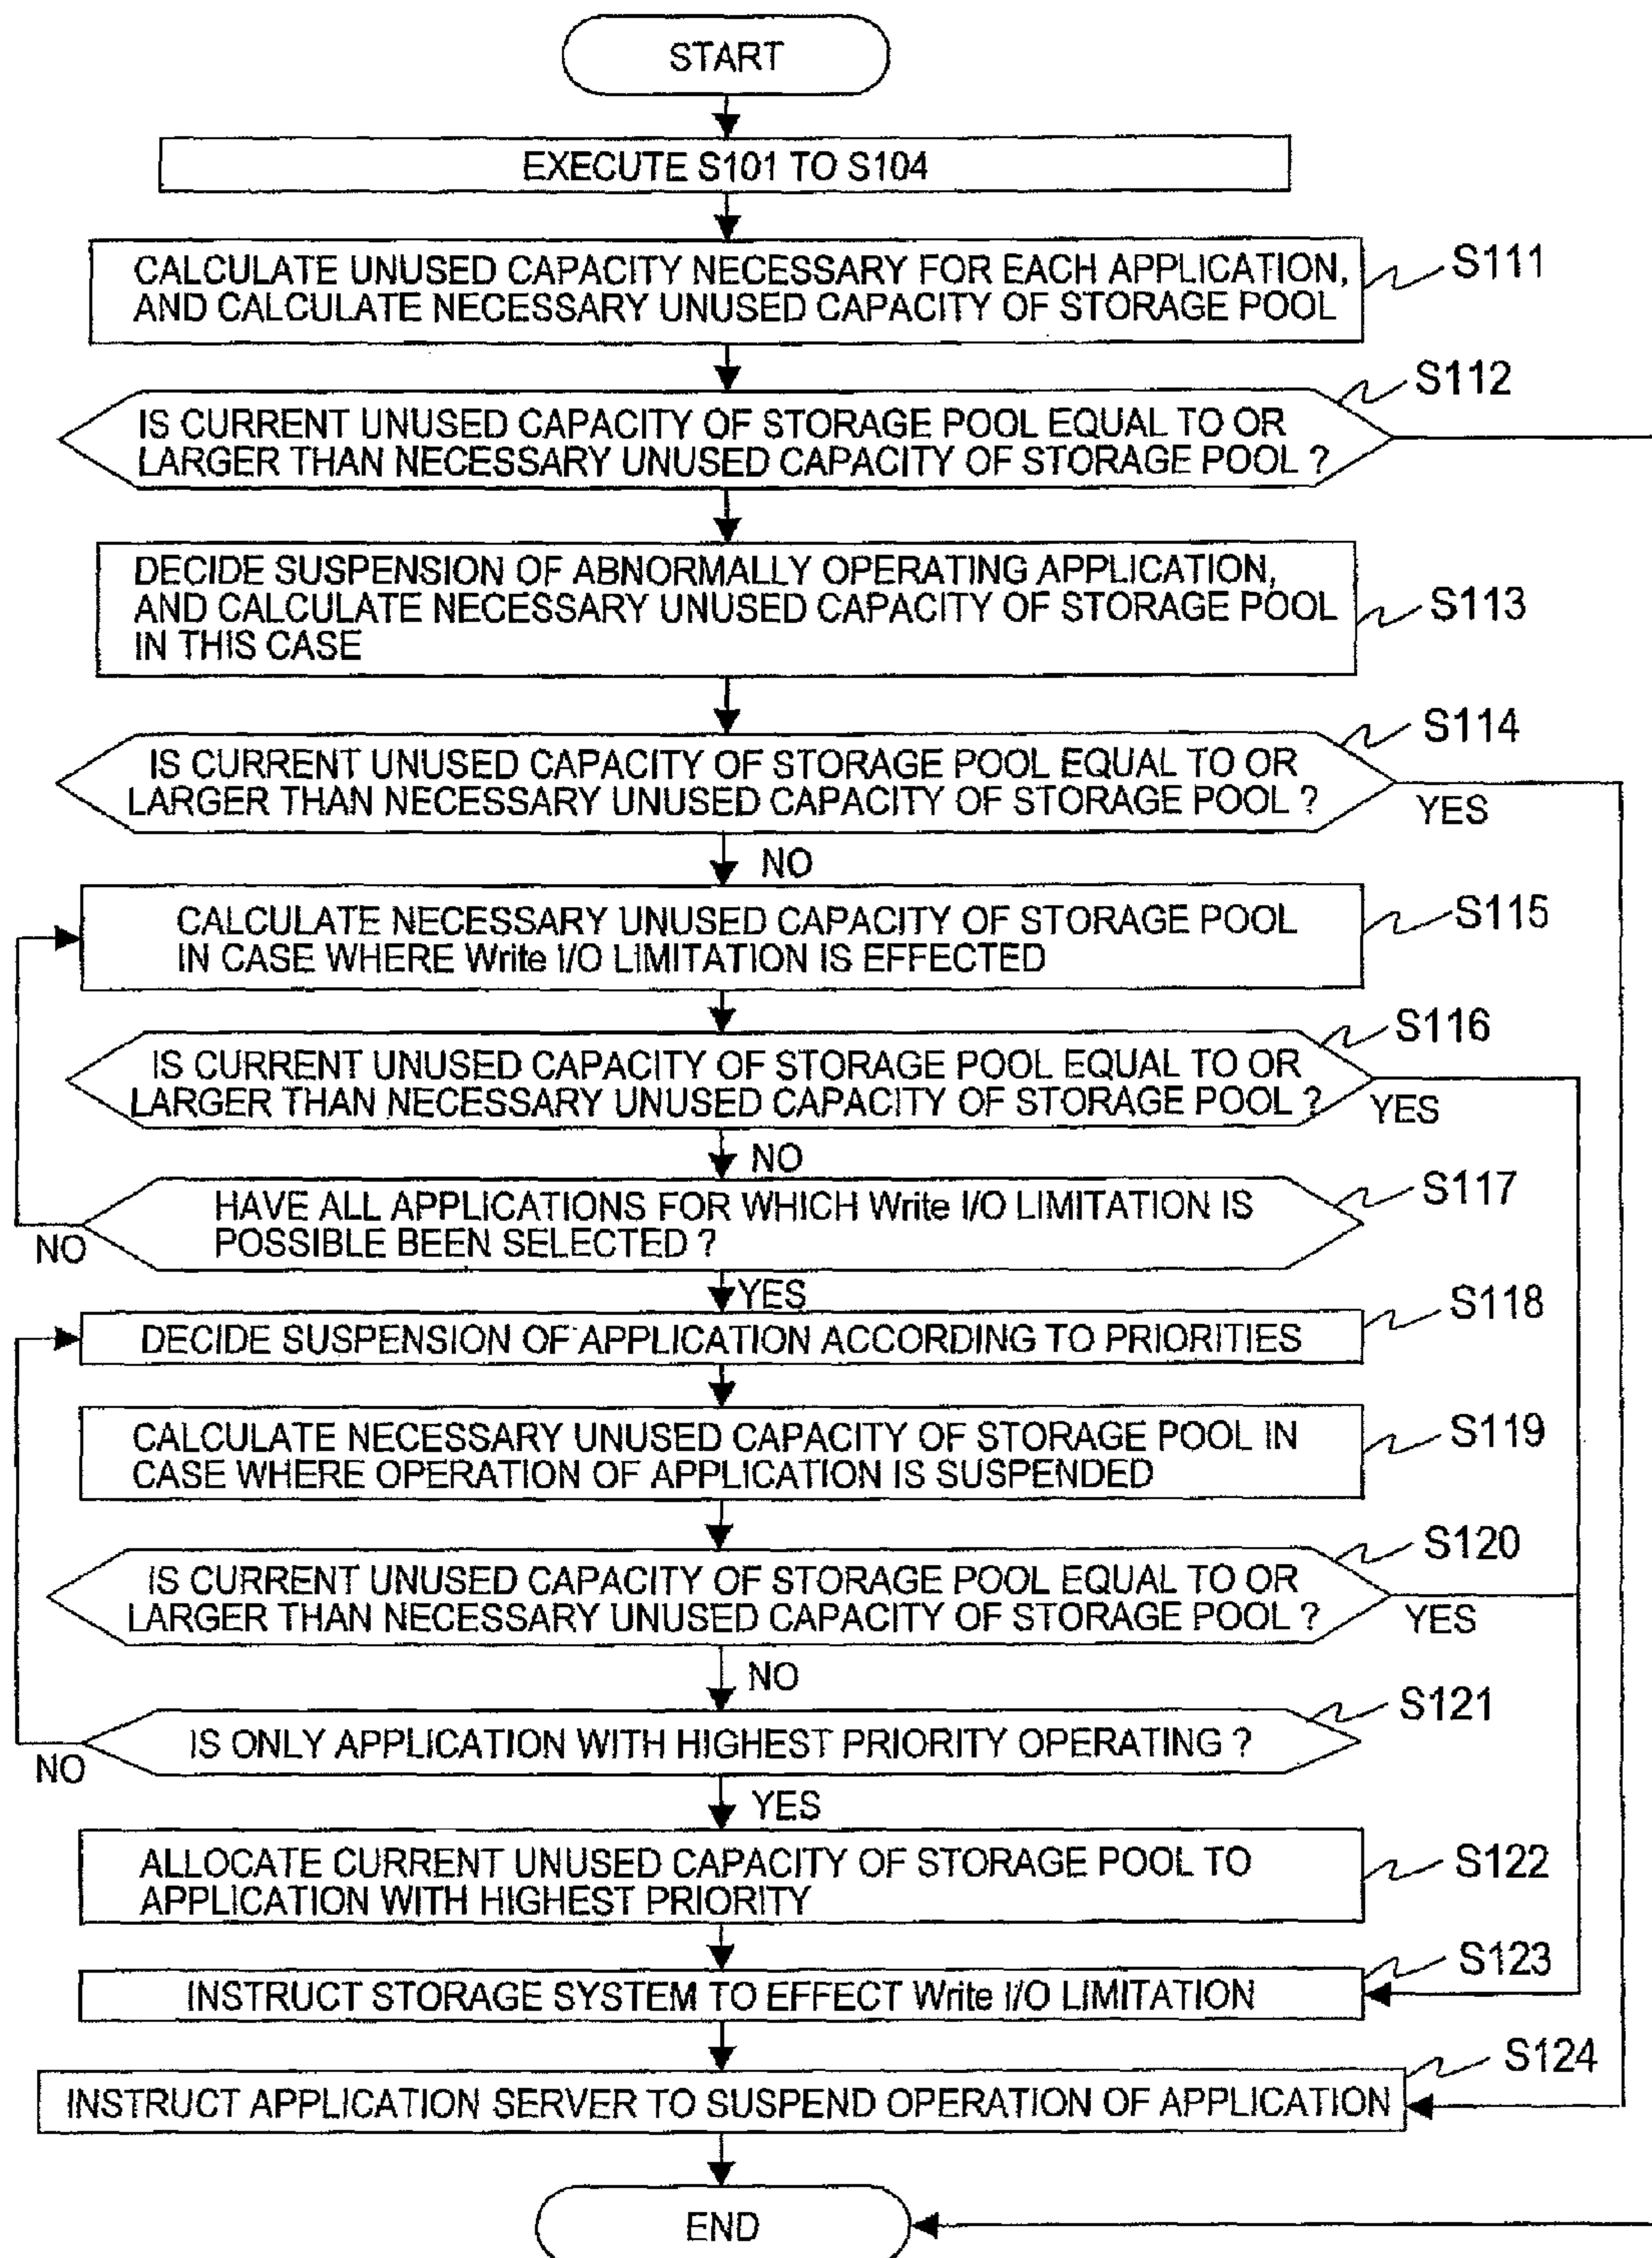 START
EXECUTE S101 TO S104
CALCULATE UNUSED CAPACITY NECESSARY FOR EACH APPLICATION,
AND CALCULATE NECESSARY UNUSED CAPACITY OF STORAGE POOL
S111
IS CURRENT UNUSED CAPACITY OF STORAGE POOL EQUAL TO OR
LARGER THAN NECESSARY UNUSED CAPACITY OF STORAGE POOL ?
S112
DECIDE SUSPENSION OF ABNORMALLY OPERATING APPLICATION,
AND CALCULATE NECESSARY UNUSED CAPACITY OF STORAGE POOL
IN THIS CASE
S113
IS CURRENT UNUSED CAPACITY OF STORAGE POOL EQUAL TO OR
LARGER THAN NECESSARY UNUSED CAPACITY OF STORAGE POOL ?
S114
YES
NO
CALCULATE NECESSARY UNUSED CAPACITY OF STORAGE POOL
IN CASE WHERE Write I/O LIMITATION IS EFFECTED
S115
IS CURRENT UNUSED CAPACITY OF STORAGE POOL EQUAL TO OR
LARGER THAN NECESSARY UNUSED CAPACITY OF STORAGE POOL ?
S116
YES
NO
HAVE ALL APPLICATIONS FOR WHICH Write I/O LIMITATION IS
POSSIBLE BEEN SELECTED ?
S117
NO
YES
DECIDE SUSPENSION OF APPLICATION ACCORDING TO PRIORITIES
S118
CALCULATE NECESSARY UNUSED CAPACITY OF STORAGE POOL IN
CASE WHERE OPERATION OF APPLICATION IS SUSPENDED
S119
IS CURRENT UNUSED CAPACITY OF STORAGE POOL EQUAL TO OR
LARGER THAN NECESSARY UNUSED CAPACITY OF STORAGE POOL ?
S120
YES
NO
IS ONLY APPLICATION WITH HIGHEST PRIORITY OPERATING ?
S121
NO
YES
ALLOCATE CURRENT UNUSED CAPACITY OF STORAGE POOL TO
APPLICATION WITH HIGHEST PRIORITY
S122
INSTRUCT STORAGE SYSTEM TO EFFECT Write I/O LIMITATION
S123
INSTRUCT APPLICATION SERVER TO SUSPEND OPERATION OF APPLICATION
S124
END